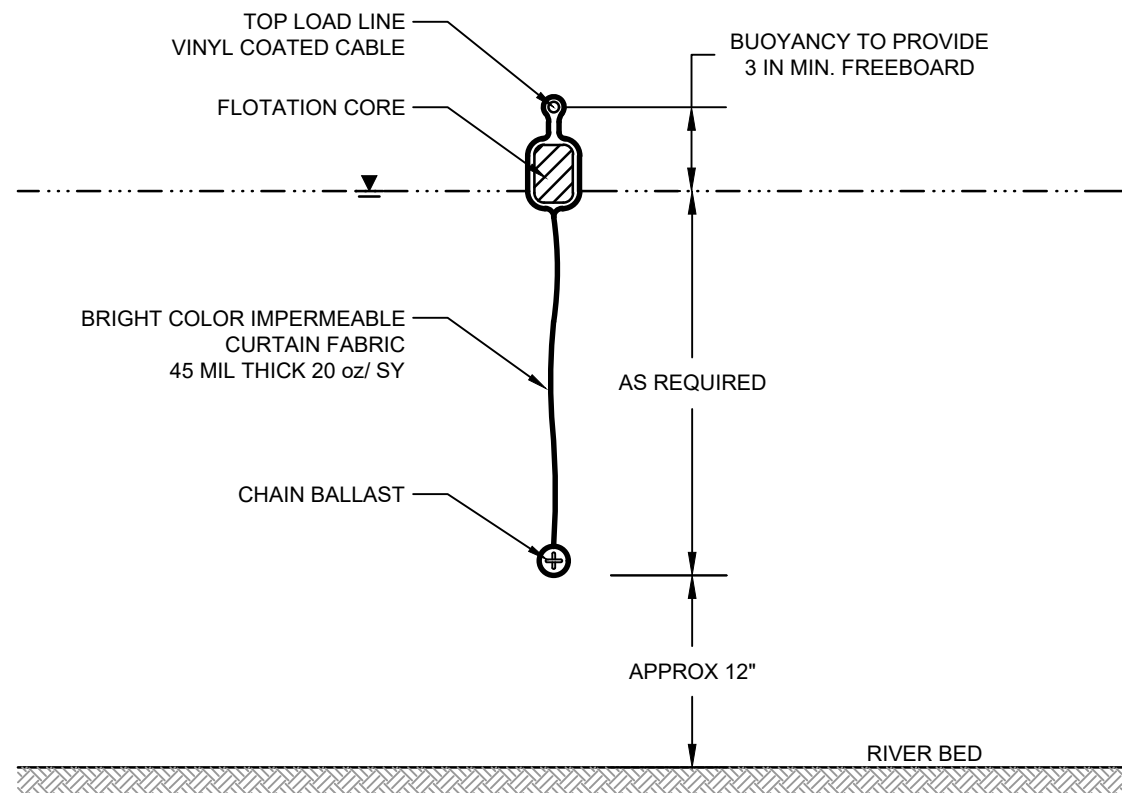 TOP LOAD LINE
VINYL COATED CABLE
BUOYANCY TO PROVIDE
3 IN MIN. FREEBOARD
FLOTATION CORE
BRIGHT COLOR IMPERMEABLE
CURTAIN FABRIC
45 MIL THICK 20 oz/ SY
AS REQUIRED
CHAIN BALLAST
APPROX 12"
RIVER BED